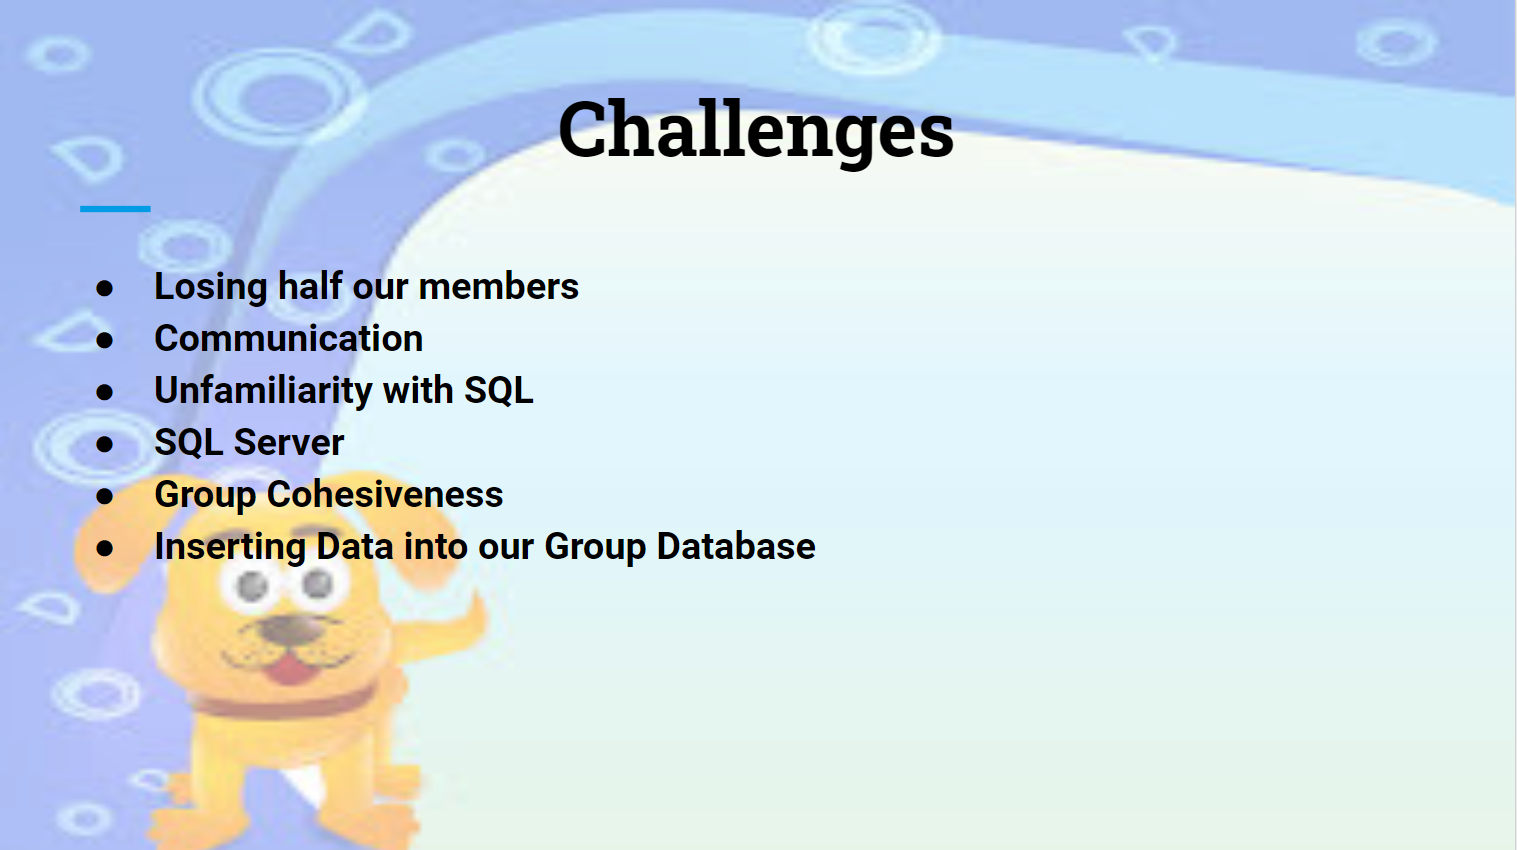 Challenges
● Losing half our members
● Communication
● Unfamiliarity with SQL
● SQL Server
● Group Cohesiveness
● Inserting Data into our Group Database